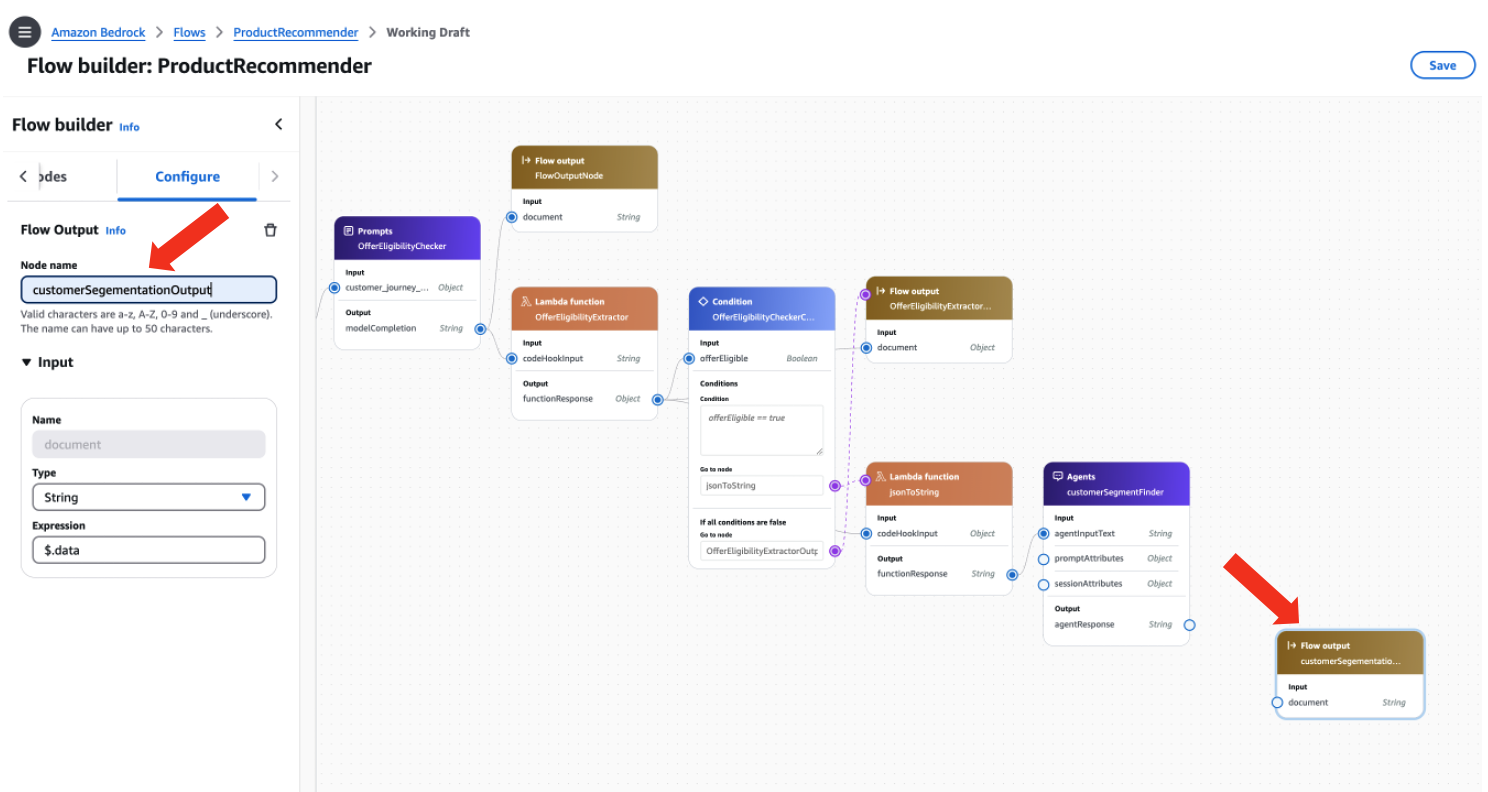 Amazon Bedrock > Flows > ProductRecommender > Working Draft
Flow builder: ProductRecommender
Save
Flow builder Info
odes
Configure
Flow Output Info
Node name
customerSegementationOutput
Valid characters are a-z, A-Z, 0-9 and _ (underscore).
The name can have up to 50 characters.
Input
Name
document
Type
String
Expression
$.data
Flow output
FlowOutputNode
Input
document String
Prompts
OfferEligibilityChecker
Input
customer_journey_... Object
Output
modelCompletion String
Lambda function
OfferEligibilityExtractor
Input
codeHookInput String
Output
functionResponse Object
Condition
OfferEligibilityCheckerC...
Input
offerEligible Boolean
Conditions
Condition
offerEligible == true
Go to node
jsonToString
If all conditions are false
Go to node
OfferEligibilityExtractorOutp
Flow output
OfferEligibilityExtractor...
Input
document Object
Lambda function
jsonToString
Input
codeHookInput Object
Output
functionResponse String
Agents
customerSegmentFinder
Input
agentInputText String
promptAttributes Object
sessionAttributes Object
Output
agentResponse String
Flow output
customerSegementatio...
Input
document String